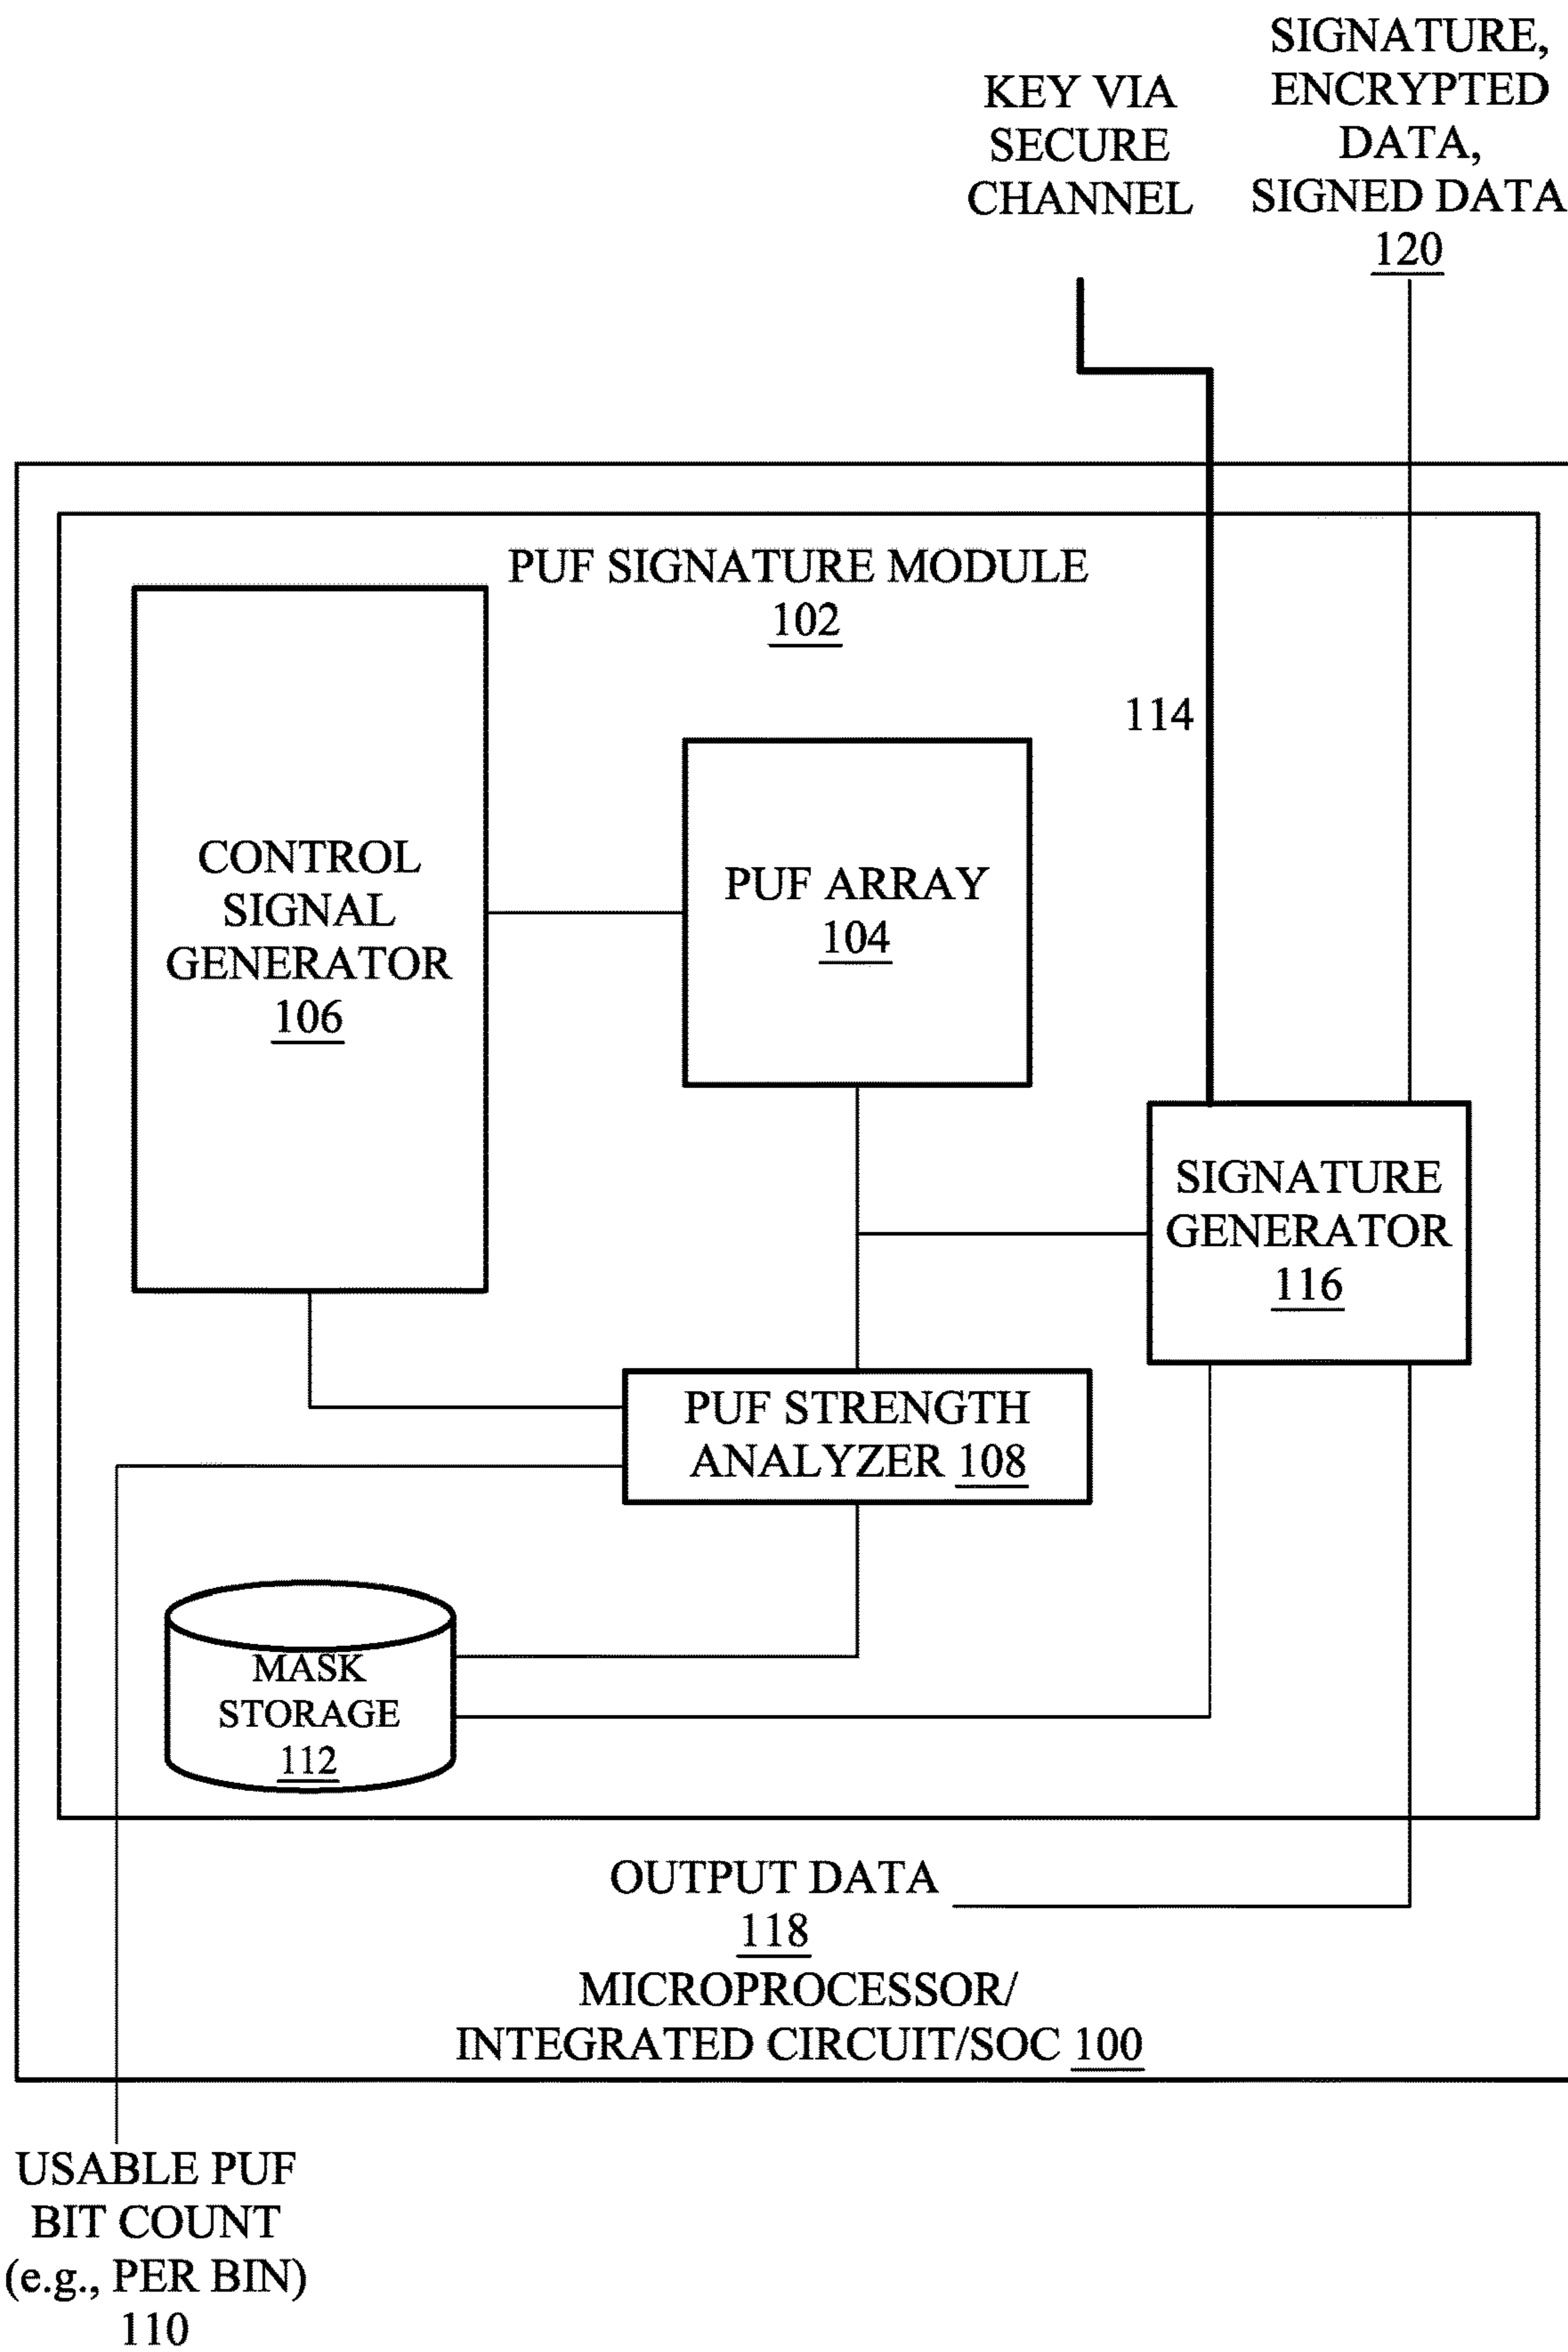 SIGNATURE,
ENCRYPTED
DATA,
SIGNED DATA
120
KEY VIA
SECURE
CHANNEL
PUF SIGNATURE MODULE
102
114
CONTROL
SIGNAL
GENERATOR
106
PUF ARRAY
104
SIGNATURE
GENERATOR
116
PUF STRENGTH
ANALYZER 108
MASK
STORAGE
112
OUTPUT DATA
118
MICROPROCESSOR/
INTEGRATED CIRCUIT/SOC 100
USABLE PUF
BIT COUNT
(e.g., PER BIN)
110